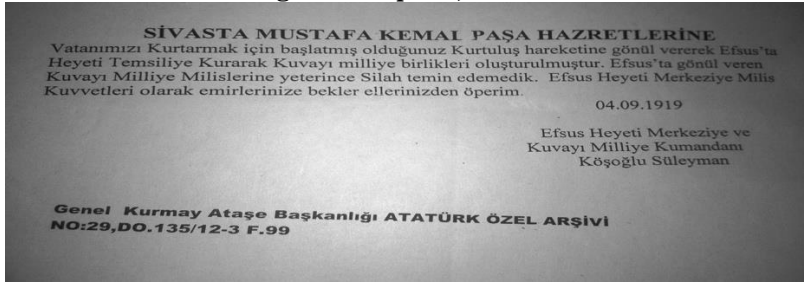 SİVASTA MUSTAFA KEMAL PAŞA HAZRETLERİNE
Vatanımızı Kurtarmak için başlatmış olduğunuz Kurtuluş hareketine gönül vererek Efsus'ta
Heyeti Temsiliye Kurarak Kuvayı milliye birlikleri oluşturulmuştur. Efsus'ta gönül veren
Kuvayı Milliye Milislerine yeterince Silah temin edemedik. Efsus Heyeti Merkeziye Milis
Kuvvetleri olarak emirlerinize bekler ellerinizden öperim.
04.09.1919
Efsus Heyeti Merkeziye ve
Kuvayı Milliye Kumandanı
Köşoğlu Süleyman
Genel Kurmay Ataşe Başkanlığı ATATÜRK ÖZEL ARŞİVİ
NO:29,DO.135/12-3 F.99